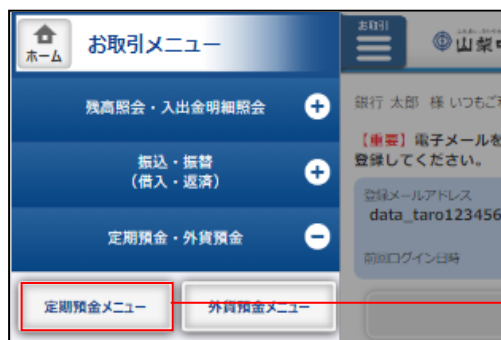 ホーム
お取引メニュー
残高照会・入出金明細照会
振込・振替
(借入・返済)
定期預金・外貨預金
定期預金メニュー
外貨預金メニュー
お取引
山梨
銀行 太郎 様 いつもご
【重要】電子メールを
登録してください。
登録メールアドレス
data_taro123456
前回ログイン日時